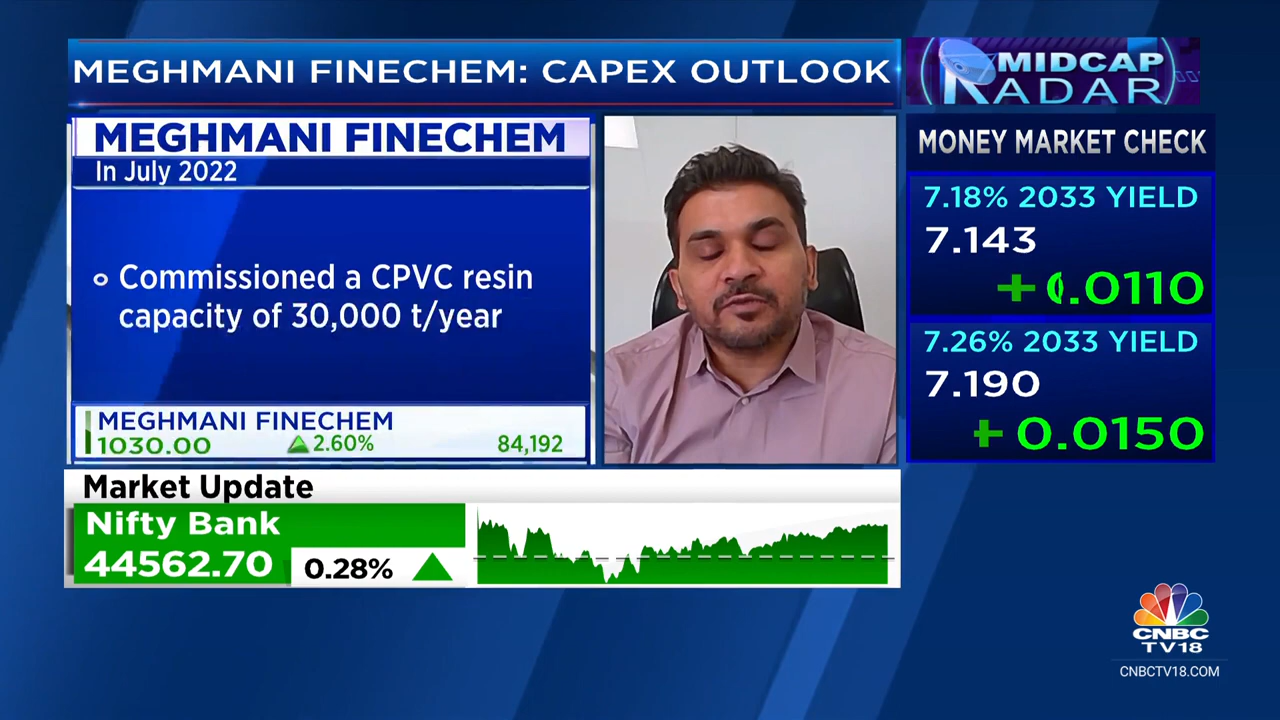 MEGHMANI FINECHEM: CAPEX OUTLOOK
MIDCAP
RADAR
MEGHMANI FINECHEM
In July 2022
Commissioned a CPVC resin
capacity of 30,000 t/year
MEGHMANI FINECHEM
1030.00 2.60% 84,192
MONEY MARKET CHECK
7.18% 2033 YIELD
7.143
+ 0.0110
7.26% 2033 YIELD
7.190
+ 0.0150
Market Update
Nifty Bank
44562.70 0.28%
CNBC
TV18
CNBCTV18.COM